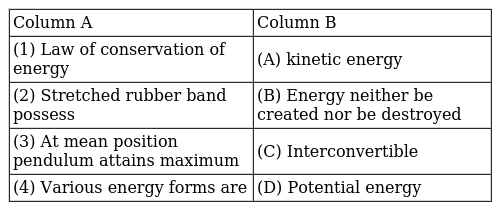 Column A
Column B
(1) Law of conservation of
energy
(A) kinetic energy
(2) Stretched rubber band
possess
(B) Energy neither be
created nor be destroyed
(3) At mean position
pendulum attains maximum
(C) Interconvertible
(4) Various energy forms are
(D) Potential energy